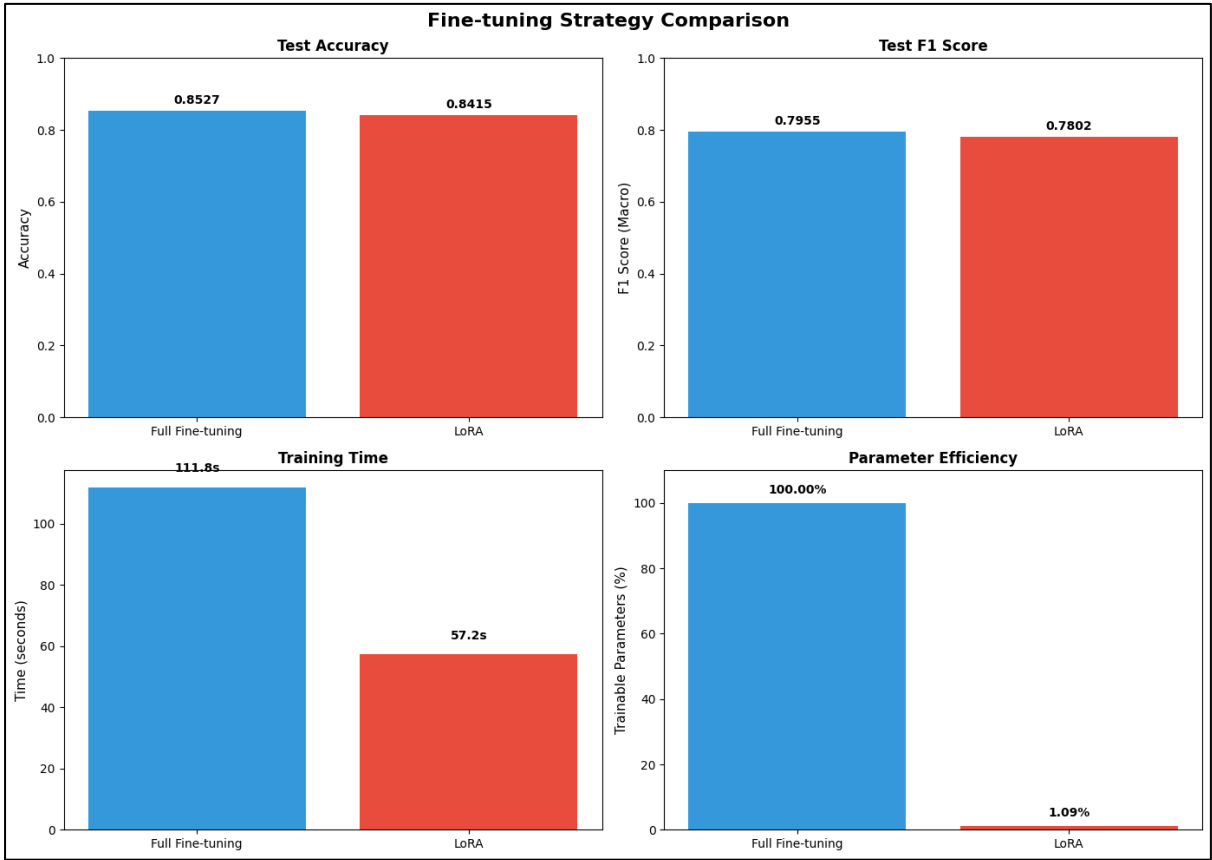 Fine-tuning Strategy Comparison
Test Accuracy
1.0
0.8
0.6
0.4
0.2
0.0
Accuracy
0.8527
0.8415
Full Fine-tuning
LoRA
Test F1 Score
1.0
0.8
0.6
0.4
0.2
0.0
F1 Score (Macro)
0.7955
0.7802
Full Fine-tuning
LoRA
Training Time
100
80
60
40
20
0
Time (seconds)
111.8s
57.2s
Full Fine-tuning
LoRA
Parameter Efficiency
100
80
60
40
20
0
Trainable Parameters (%)
100.00%
1.09%
Full Fine-tuning
LoRA